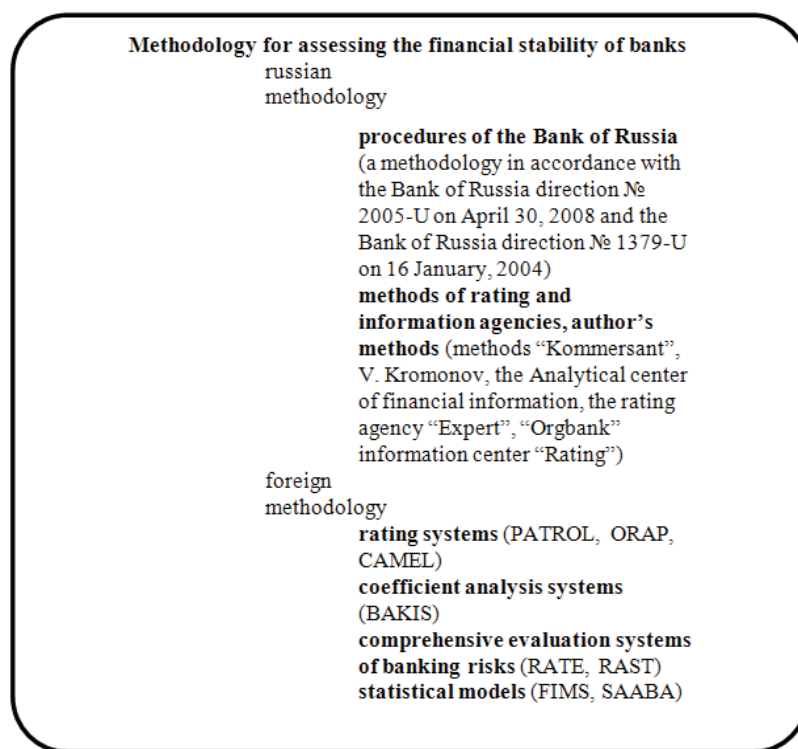 Methodology for assessing the financial stability of banks
russian
methodology
procedures of the Bank of Russia
(a methodology in accordance with
the Bank of Russia direction №
2005-U on April 30, 2008 and the
Bank of Russia direction № 1379-U
on 16 January, 2004)
methods of rating and
information agencies, author’s
methods (methods “Kommersant”,
V. Kromonov, the Analytical center
of financial information, the rating
agency “Expert”, “Orgbank”
information center “Rating”)
foreign
methodology
rating systems (PATROL, ORAP,
CAMEL)
coefficient analysis systems
(BAKIS)
comprehensive evaluation systems
of banking risks (RATE, RAST)
statistical models (FIMS, SAABA)